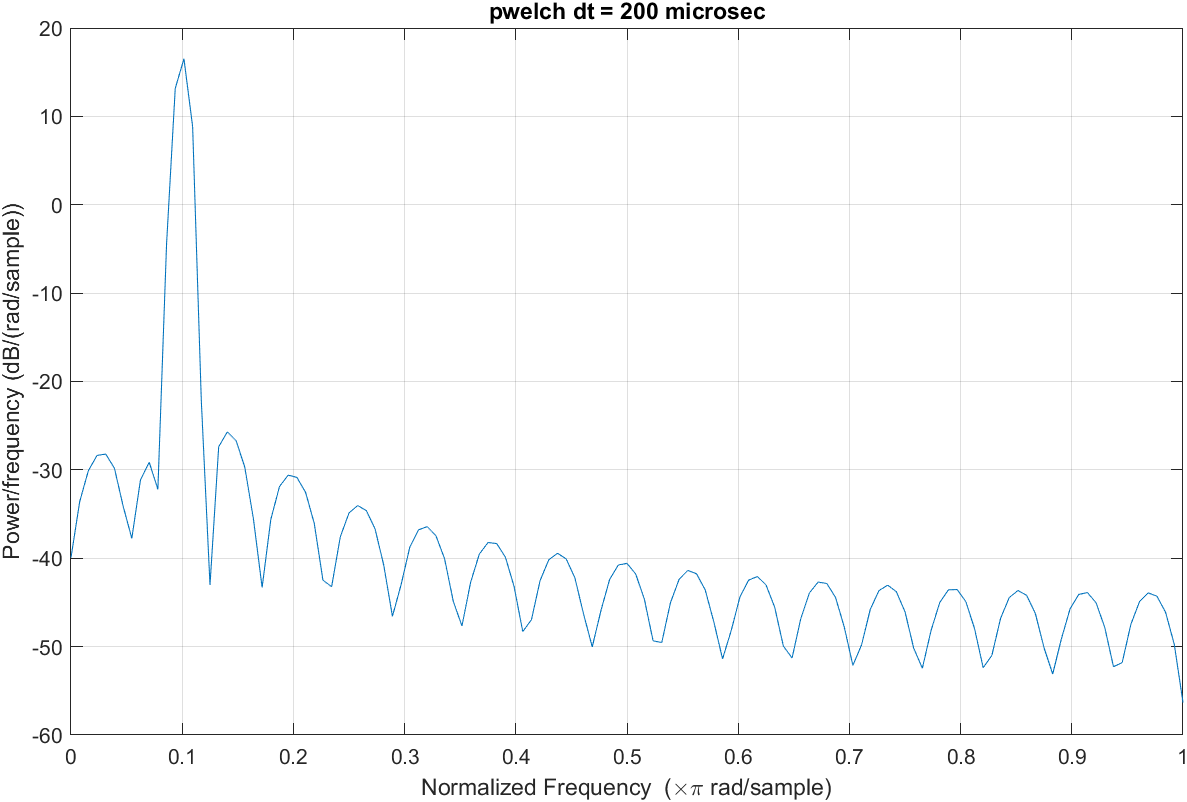 pwelch dt = 200 microsec
20
10
0
-10
-20
-30
-40
-50
-60
Power/frequency (dB/(rad/sample))
0 0.1 0.2 0.3 0.4 0.5 0.6 0.7 0.8 0.9 1
Normalized Frequency (×π rad/sample)